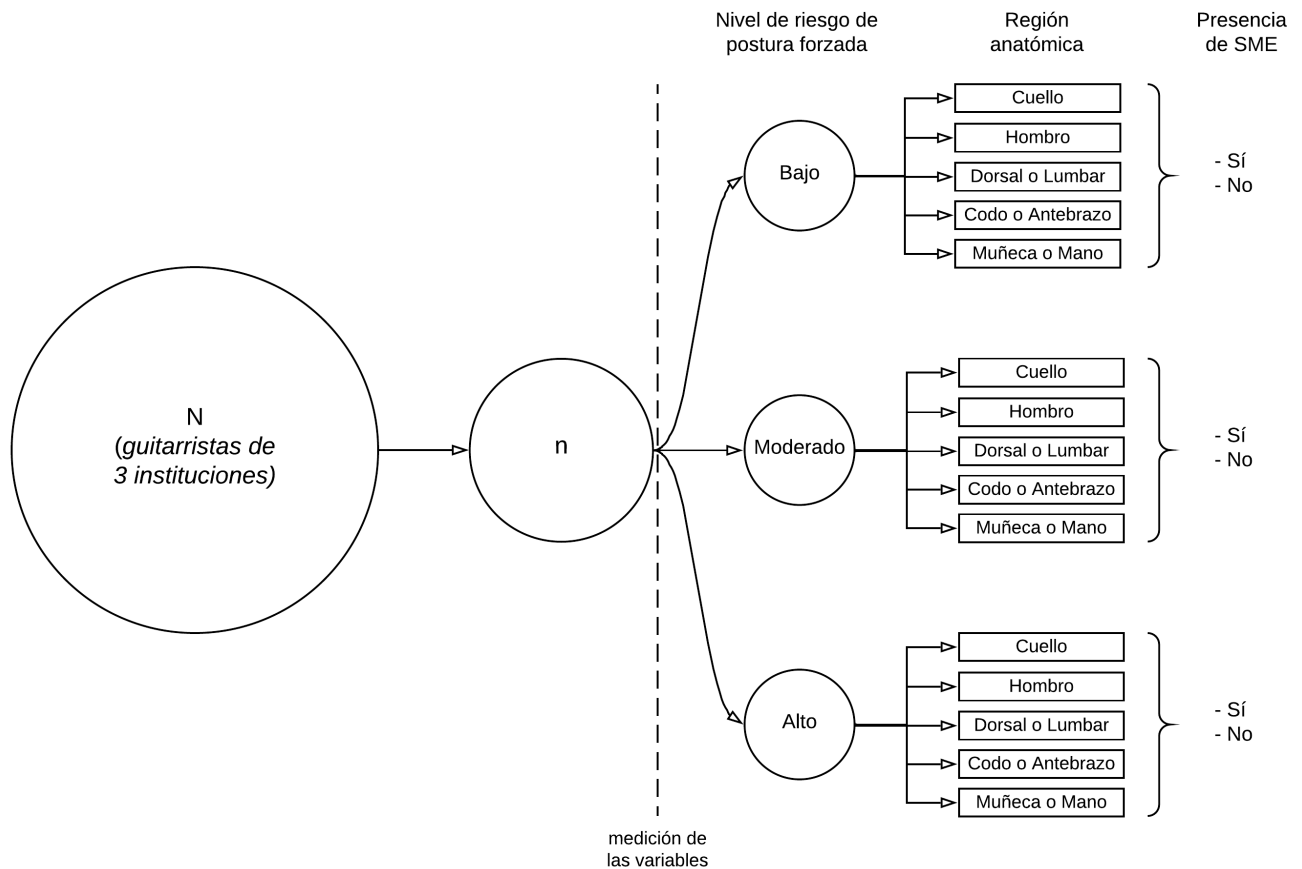 Nivel de riesgo de
postura forzada
Región
anatómica
Presencia
de SME
N
(guitarristas de
3 instituciones)
n
Bajo
Cuello
Hombro
Dorsal o Lumbar
Codo o Antebrazo
Muñeca o Mano
- Sí
- No
Moderado
Cuello
Hombro
Dorsal o Lumbar
Codo o Antebrazo
Muñeca o Mano
- Sí
- No
Alto
Cuello
Hombro
Dorsal o Lumbar
Codo o Antebrazo
Muñeca o Mano
- Sí
- No
medición de
las variables